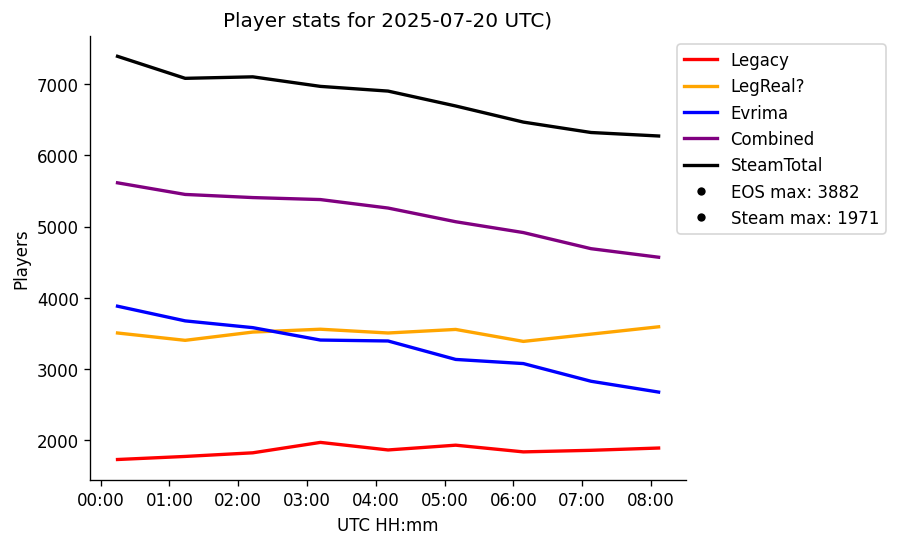 Player stats for 2025-07-20 UTC)
Legacy
LegReal?
Evrima
Combined
SteamTotal
EOS max: 3882
Steam max: 1971
Players
7000
6000
5000
4000
3000
2000
00:00 01:00 02:00 03:00 04:00 05:00 06:00 07:00 08:00
UTC HH:mm